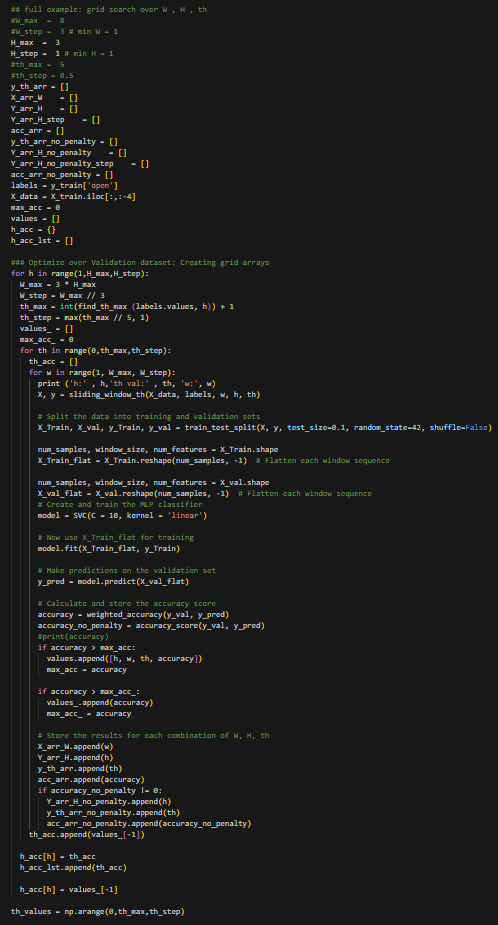 ## full example: grid search over W , H , th
#W_max  =  8
#W_step =  3 # min W = 1
H_max  =  3
H_step =  1 # min H = 1
#th_max =  5
#th_step = 0.5
y_th_arr = []
X_arr_W    = []
Y_arr_H    = []
Y_arr_H_step    = []
acc_arr = []
y_th_arr_no_penalty = []
Y_arr_H_no_penalty    = []
Y_arr_H_no_penalty_step    = []
acc_arr_no_penalty = []
labels = y_train['open']
X_data = X_train.iloc[:,:-4]
max_acc = 0
values = []
h_acc = {}
h_acc_lst = []
### Optimize over Validation dataset: Creating grid arrays
for h in range(1,H_max,H_step):
  W_max = 3 * H_max
  W_step = W_max // 3
  th_max = int(find_th_max (labels.values, h)) + 1
  th_step = max(th_max // 5, 1)
  values_ = []
  max_acc_ = 0
  for th in range(0,th_max,th_step):
    th_acc = []
    for w in range(1, W_max, W_step):
      print ('h:' , h,'th val:' , th, 'w:', w)
      X, y = sliding_window_th(X_data, labels, w, h, th)
      # Split the data into training and validation sets
      X_Train, X_val, y_Train, y_val = train_test_split(X, y, test_size=0.1, random_state=42, shuffle=False)
      num_samples, window_size, num_features = X_Train.shape
      X_Train_flat = X_Train.reshape(num_samples, -1)  # Flatten each window sequence
      num_samples, window_size, num_features = X_val.shape
      X_val_flat = X_val.reshape(num_samples, -1)  # Flatten each window sequence
      # Create and train the MLP classifier
      model = SVC(C = 10, kernel = 'linear')
      # Now use X_Train_flat for training
      model.fit(X_Train_flat, y_Train)
      # Make predictions on the validation set
      y_pred = model.predict(X_val_flat)
      # Calculate and store the accuracy score
      accuracy = weighted_accuracy(y_val, y_pred)
      accuracy_no_penalty = accuracy_score(y_val, y_pred)
      #print(accuracy)
      if accuracy > max_acc:
        values.append([h, w, th, accuracy])
        max_acc = accuracy
      if accuracy > max_acc_:
        values_.append(accuracy)
        max_acc_ = accuracy
      # Store the results for each combination of W, H, th
      X_arr_W.append(w)
      Y_arr_H.append(h)
      y_th_arr.append(th)
      acc_arr.append(accuracy)
      if accuracy_no_penalty != 0:
        Y_arr_H_no_penalty.append(h)
        y_th_arr_no_penalty.append(th)
        acc_arr_no_penalty.append(accuracy_no_penalty)
    th_acc.append(values_[-1])
  h_acc[h] = th_acc
  h_acc_lst.append(th_acc)
  h_acc[h] = values_[-1]
th_values = np.arange(0,th_max,th_step)